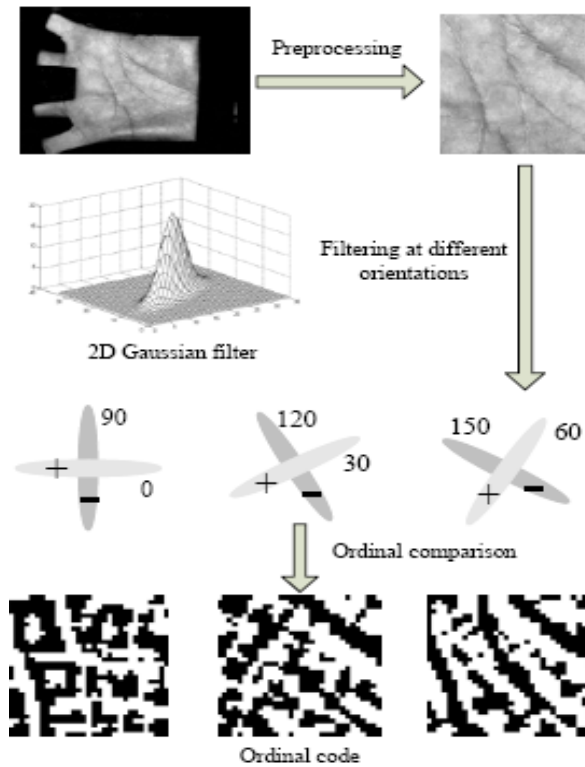 Preprocessing
Filtering at different
orientations
2D Gaussian filter
90
0
120
30
150
60
Ordinal comparison
Ordinal code